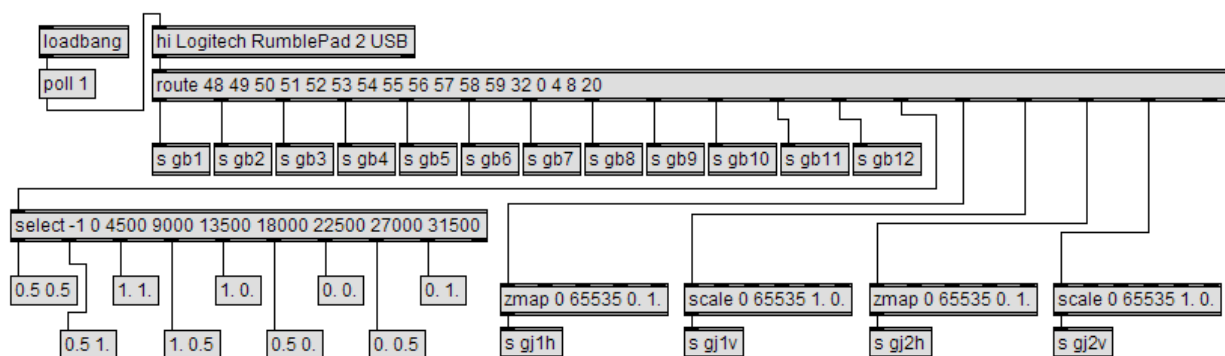 loadbang
hi Logitech RumblePad 2 USB
poll 1
route 48 49 50 51 52 53 54 55 56 57 58 59 32 0 4 8 20
s gb1
s gb2
s gb3
s gb4
s gb5
s gb6
s gb7
s gb8
s gb9
s gb10
s gb11
s gb12
select -1 0 4500 9000 13500 18000 22500 27000 31500
0.5 0.5
1. 1.
1. 0.
0. 0.
0. 1.
0.5 1.
1. 0.5
0.5 0.
0. 0.5
zmap 0 65535 0. 1.
scale 0 65535 1. 0.
zmap 0 65535 0. 1.
scale 0 65535 1. 0.
s gj1h
s gj1v
s gj2h
s gj2v